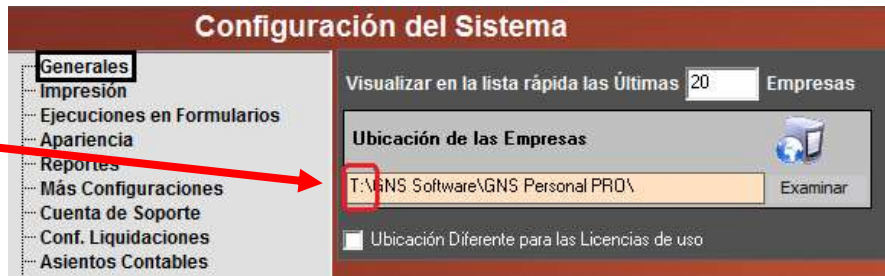 Configuración del Sistema
Generales
Impresión
Ejecuciones en Formularios
Apariencia
Reportes
Más Configuraciones
Cuenta de Soporte
Conf. Liquidaciones
Asientos Contables
Visualizar en la lista rápida las Últimas 20 Empresas
Ubicación de las Empresas
T:\GNS Software\GNS Personal PRO\
Examinar
Ubicación Diferente para las Licencias de uso